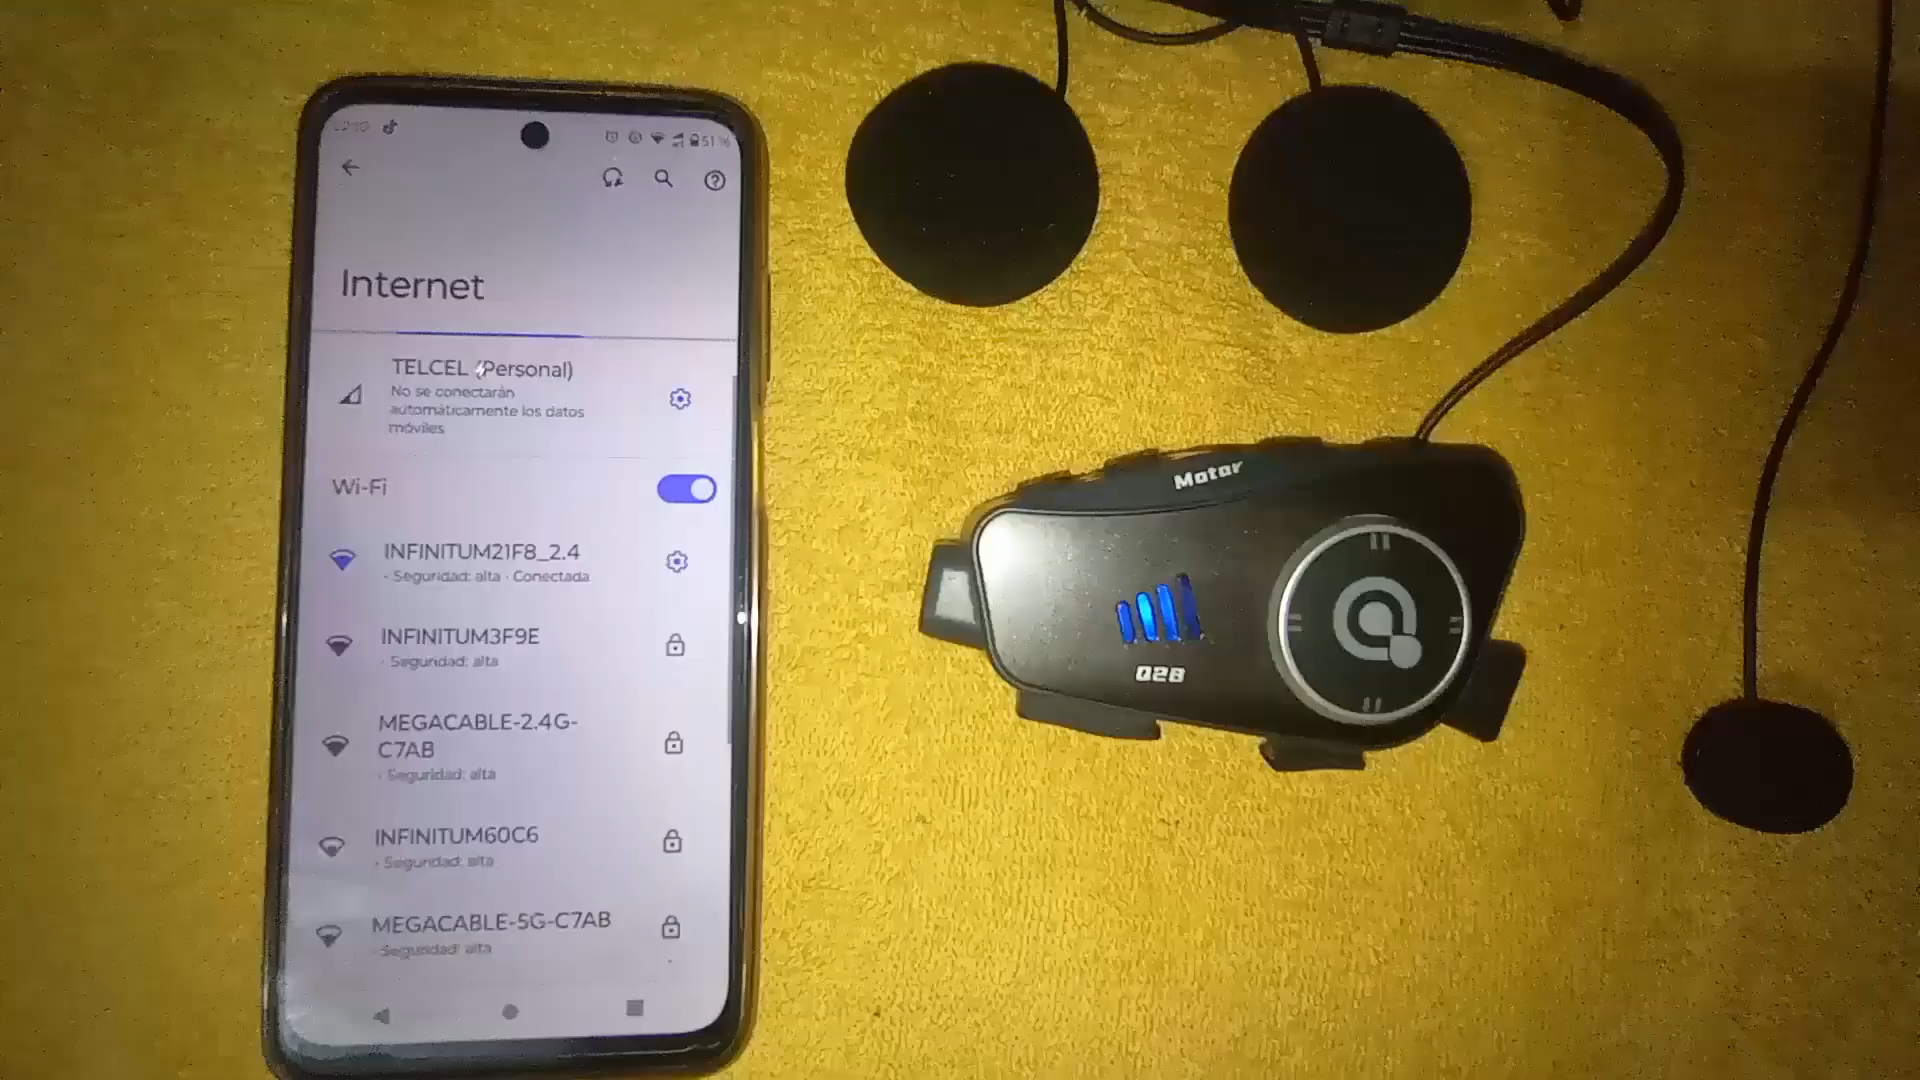 51 %
Internet
TELCEL (Personal)
No se conectarán
automáticamente los datos
móviles
Wi-Fi
INFINITUM21F8_2.4
· Seguridad: alta · Conectada
INFINITUM3F9E
· Seguridad: alta
MEGACABLE-2.4G-
C7AB
· Seguridad: alta
INFINITUM60C6
· Seguridad: alta
MEGACABLE-5G-C7AB
· Seguridad: alta
Motor
Q28